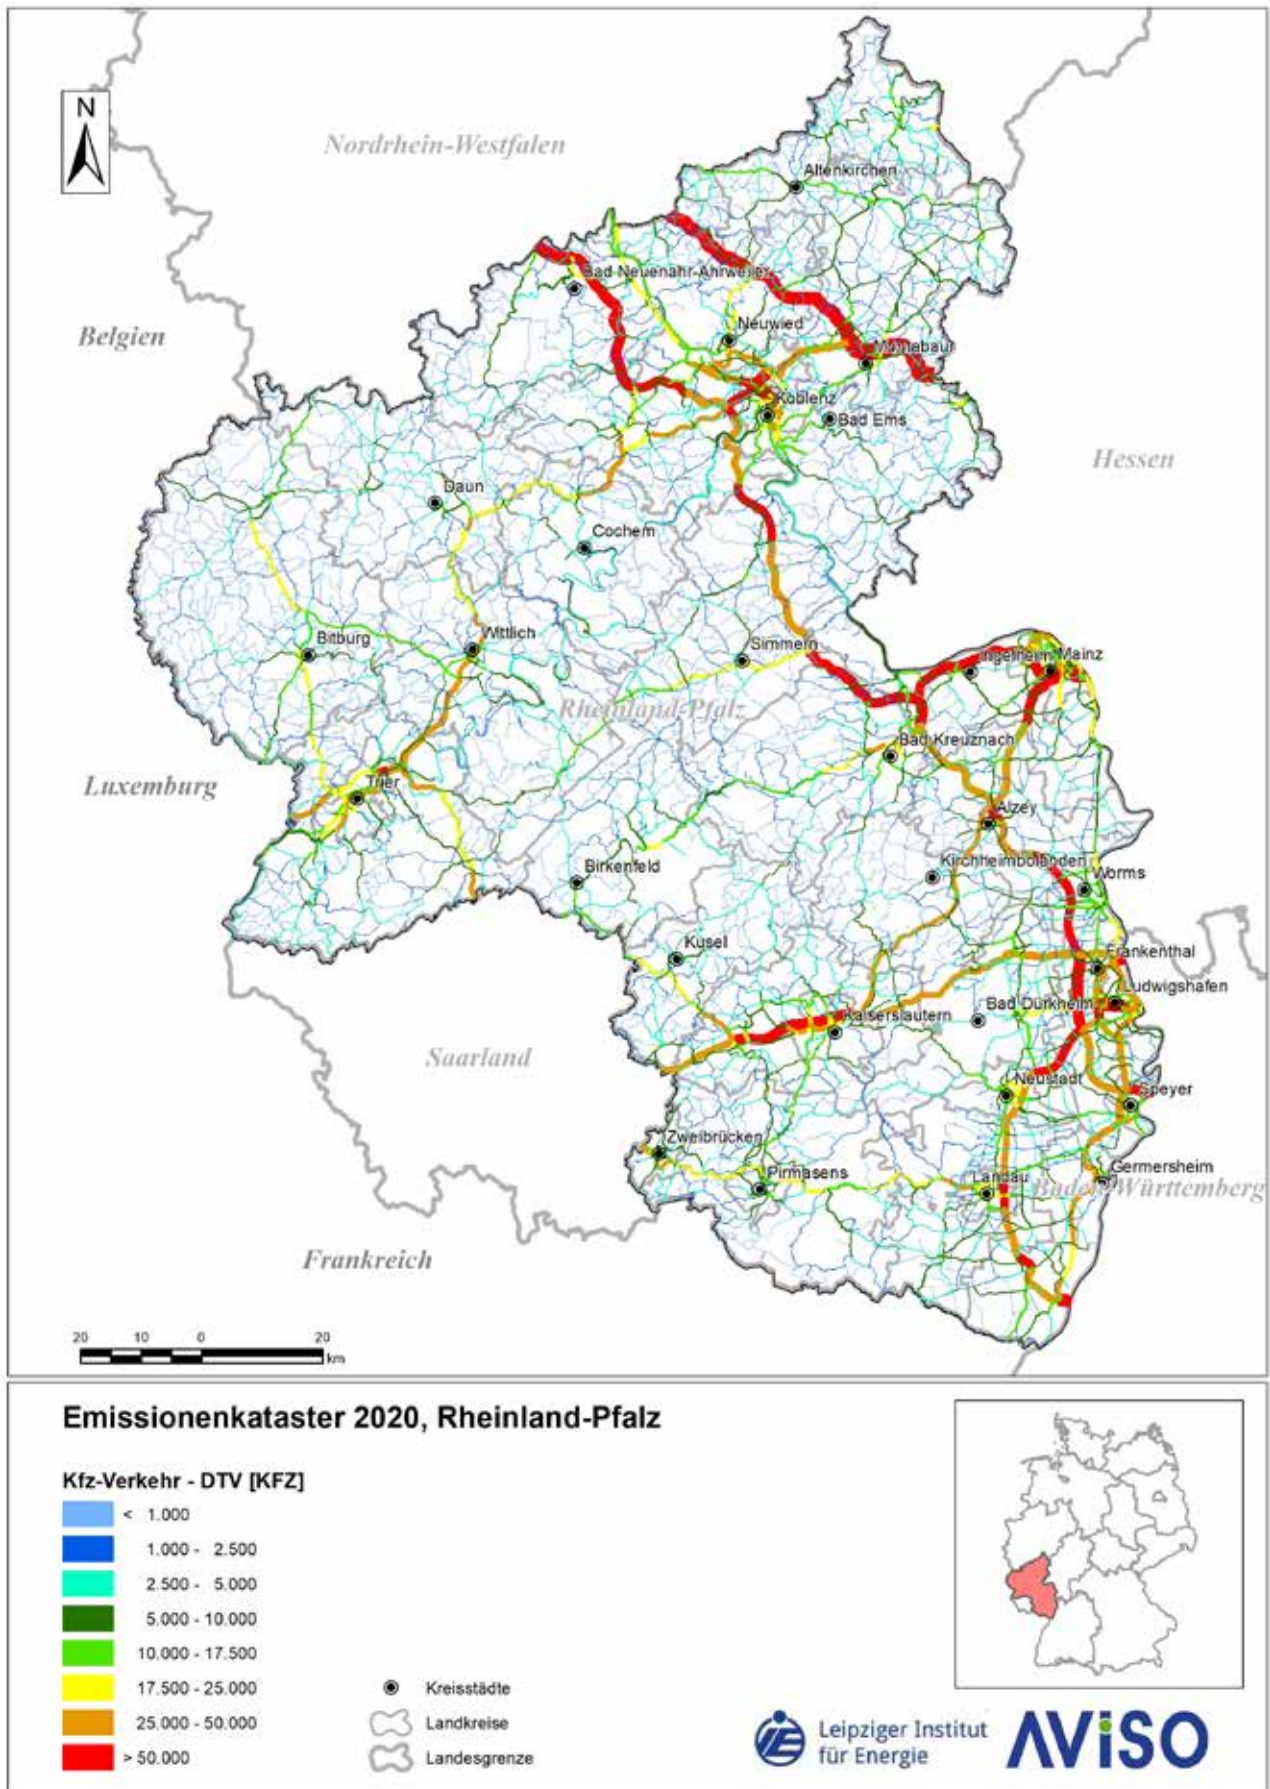 N
Nordrhein-Westfalen
Altenkirchen
Bad Neuenahr-Ahrweiler
Belgien
Neuwied
Montabaur
Koblenz
Bad Ems
Hessen
Daun
Cochem
Bitburg
Wittlich
Simmern
Ingelheim
Mainz
Rheinland-Pfalz
Bad Kreuznach
Luxemburg
Trier
Alzey
Kirchheimbolanden
Birkenfeld
Worms
Kusel
Frankenthal
Ludwigshafen
Bad Dürkheim
Kaiserslautern
Saarland
Neustadt
Speyer
Zweibrücken
Pirmasens
Landau
Germersheim
Baden-Württemberg
Frankreich
20 10 0 20
km
Emissionenkataster 2020, Rheinland-Pfalz
Kfz-Verkehr - DTV [KFZ]
< 1.000
1.000 - 2.500
2.500 - 5.000
5.000 - 10.000
10.000 - 17.500
17.500 - 25.000
25.000 - 50.000
> 50.000
Kreisstädte
Landkreise
Landesgrenze
Leipziger Institut
für Energie
AViSO